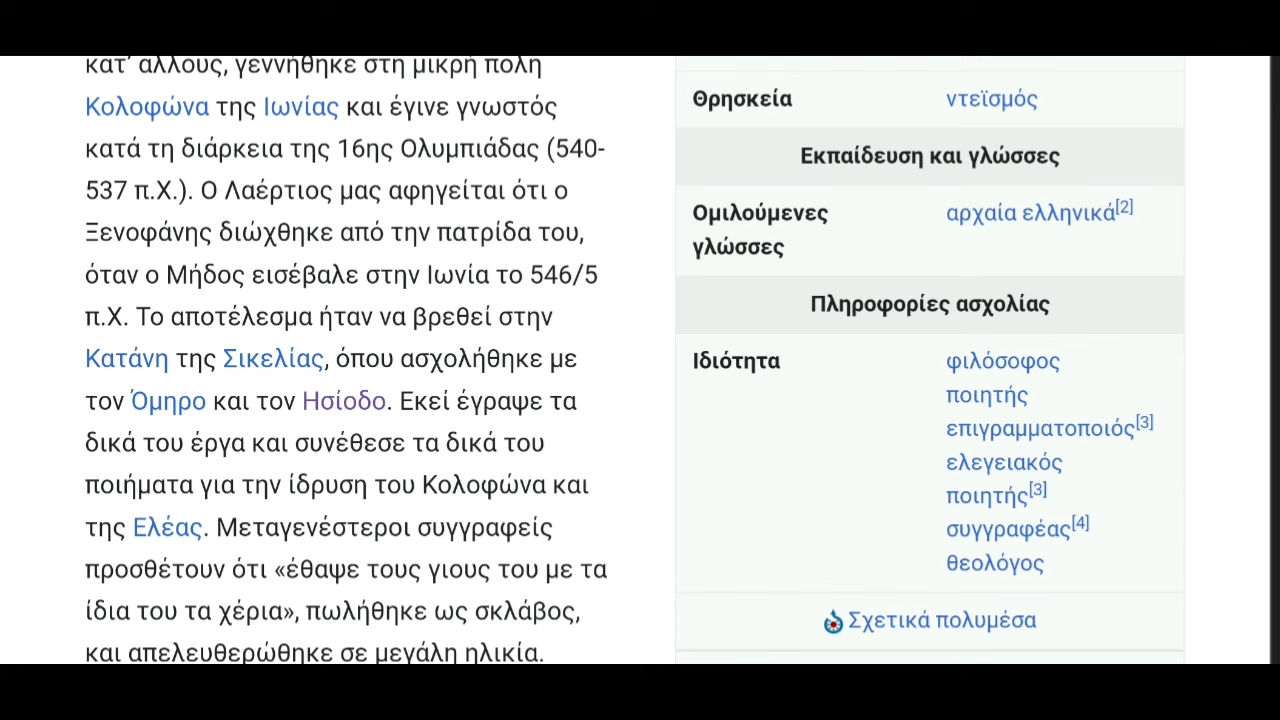 κατ' άλλους, γεννήθηκε στη μικρή πόλη
Κολοφώνα της Ιωνίας και έγινε γνωστός
κατά τη διάρκεια της 16ης Ολυμπιάδας (540-
537 π.Χ.). Ο Λαέρτιος μας αφηγείται ότι ο
Ξενοφάνης διώχθηκε από την πατρίδα του,
όταν ο Μήδος εισέβαλε στην Ιωνία το 546/5
π.Χ. Το αποτέλεσμα ήταν να βρεθεί στην
Κατάνη της Σικελίας, όπου ασχολήθηκε με
τον Όμηρο και τον Ησίοδο. Εκεί έγραψε τα
δικά του έργα και συνέθεσε τα δικά του
ποιήματα για την ίδρυση του Κολοφώνα και
της Ελέας. Μεταγενέστεροι συγγραφείς
προσθέτουν ότι «έθαψε τους γιους του με τα
ίδια του τα χέρια», πωλήθηκε ως σκλάβος,
και απελευθερώθηκε σε μεγάλη ηλικία.
Θρησκεία ντεϊσμός
Εκπαίδευση και γλώσσες
Ομιλούμενες αρχαία ελληνικά[2]
γλώσσες
Πληροφορίες ασχολίας
Ιδιότητα φιλόσοφος
ποιητής
επιγραμματοποιός[3]
ελεγειακός
ποιητής[3]
συγγραφέας[4]
θεολόγος
Σχετικά πολυμέσα